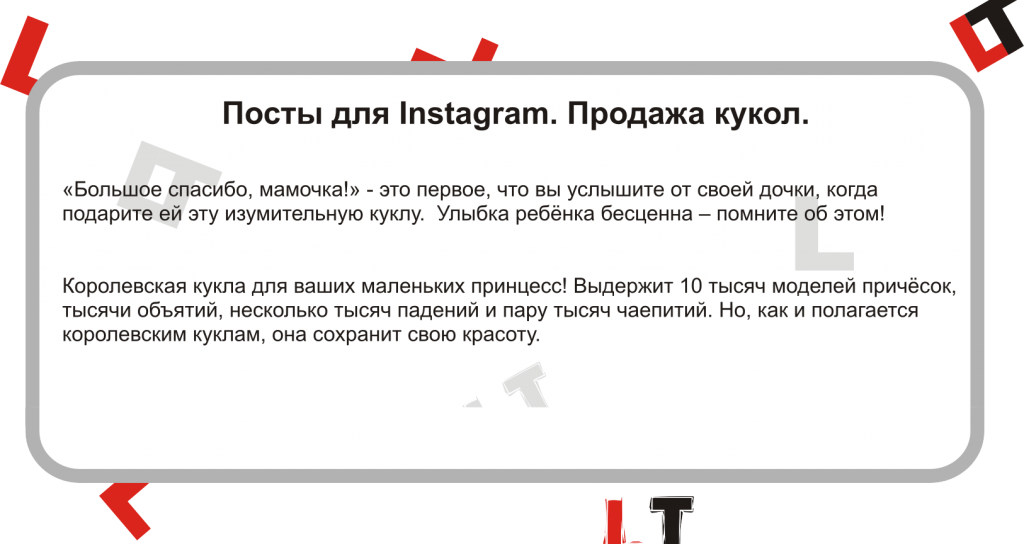 Посты для Instagram. Продажа кукол.
«Большое спасибо, мамочка!» - это первое, что вы услышите от своей дочки, когда
подарите ей эту изумительную куклу.  Улыбка ребёнка бесценна – помните об этом!
Королевская кукла для ваших маленьких принцесс! Выдержит 10 тысяч моделей причёсок,
тысячи объятий, несколько тысяч падений и пару тысяч чаепитий. Но, как и полагается
королевским куклам, она сохранит свою красоту.